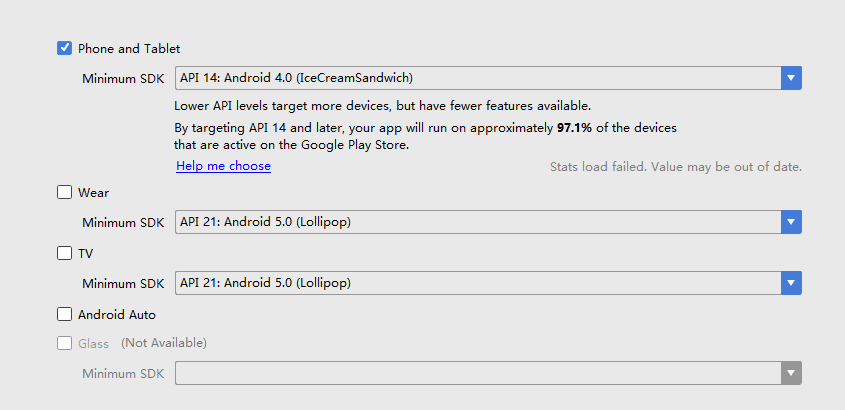 Phone and Tablet
Minimum SDK API 14: Android 4.0 (IceCreamSandwich)
Lower API levels target more devices, but have fewer features available.
By targeting API 14 and later, your app will run on approximately 97.1% of the devices
that are active on the Google Play Store.
Help me choose Stats load failed. Value may be out of date.
Wear
Minimum SDK API 21: Android 5.0 (Lollipop)
TV
Minimum SDK API 21: Android 5.0 (Lollipop)
Android Auto
Glass (Not Available)
Minimum SDK